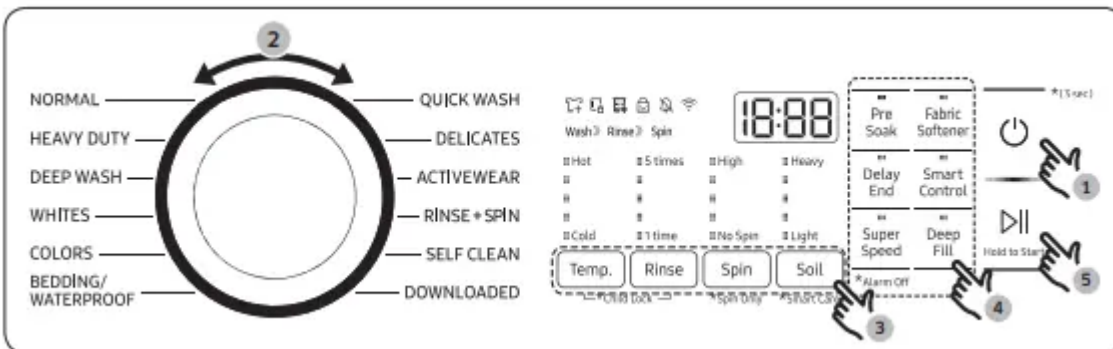 2
NORMAL
HEAVY DUTY
DEEP WASH
WHITES
COLORS
BEDDING/
WATERPROOF
QUICK WASH
DELICATES
ACTIVEWEAR
RINSE + SPIN
SELF CLEAN
DOWNLOADED
Wash Rinse Spin
18:88
Hot 5 times High Heavy
Cold 1 time No Spin Light
Temp. Rinse Spin Soil
*Child Lock *Spin Only *Smart Care
3
Pre
Soak
Fabric
Softener
Delay
End
Smart
Control
Super
Speed
Deep
Fill
*Alarm Off
4
*(3 sec)
1
Hold to Start
5